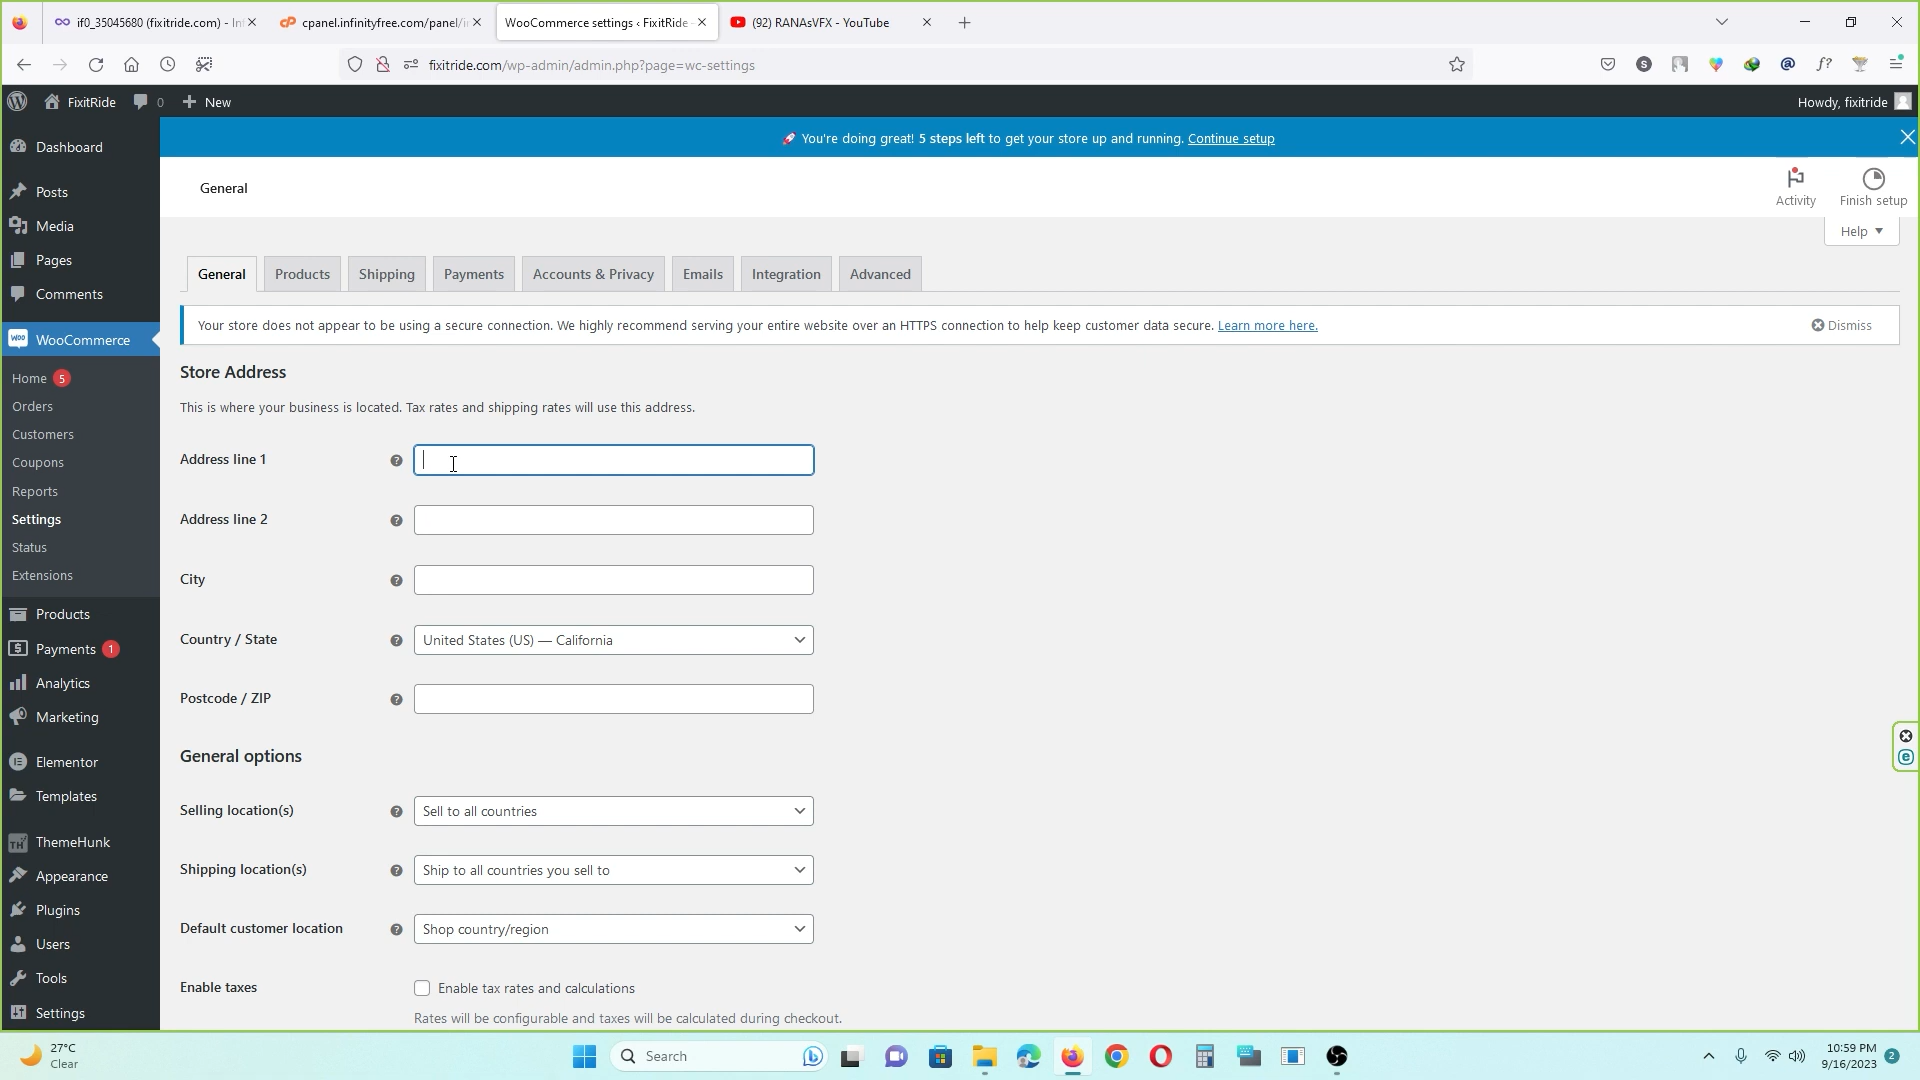 if0_35045680 (fixitride.com) - In
cpanel.infinityfree.com/panel/i
WooCommerce settings ‹ FixitRide -
(92) RANAsVFX - YouTube
fixitride.com/wp-admin/admin.php?page=wc-settings
FixitRide
0
New
Howdy, fixitride
🚀 You're doing great! 5 steps left to get your store up and running. Continue setup
Dashboard
Posts
Media
Pages
Comments
WooCommerce
Home 5
Orders
Customers
Coupons
Reports
Settings
Status
Extensions
Products
Payments 1
Analytics
Marketing
Elementor
Templates
ThemeHunk
Appearance
Plugins
Users
Tools
Settings
General
Activity
Finish setup
Help
General
Products
Shipping
Payments
Accounts & Privacy
Emails
Integration
Advanced
Your store does not appear to be using a secure connection. We highly recommend serving your entire website over an HTTPS connection to help keep customer data secure. Learn more here.
Dismiss
Store Address
This is where your business is located. Tax rates and shipping rates will use this address.
Address line 1
Address line 2
City
Country / State
United States (US) — California
Postcode / ZIP
General options
Selling location(s)
Sell to all countries
Shipping location(s)
Ship to all countries you sell to
Default customer location
Shop country/region
Enable taxes
Enable tax rates and calculations
Rates will be configurable and taxes will be calculated during checkout.
27°C
Clear
Search
10:59 PM
9/16/2023
2